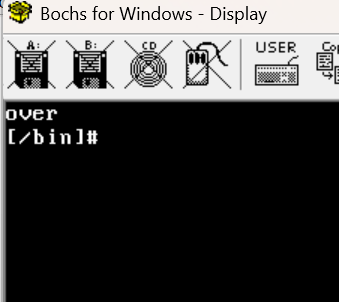 Bochs for Windows - Display
A: B: CD USER
over
[/bin]#